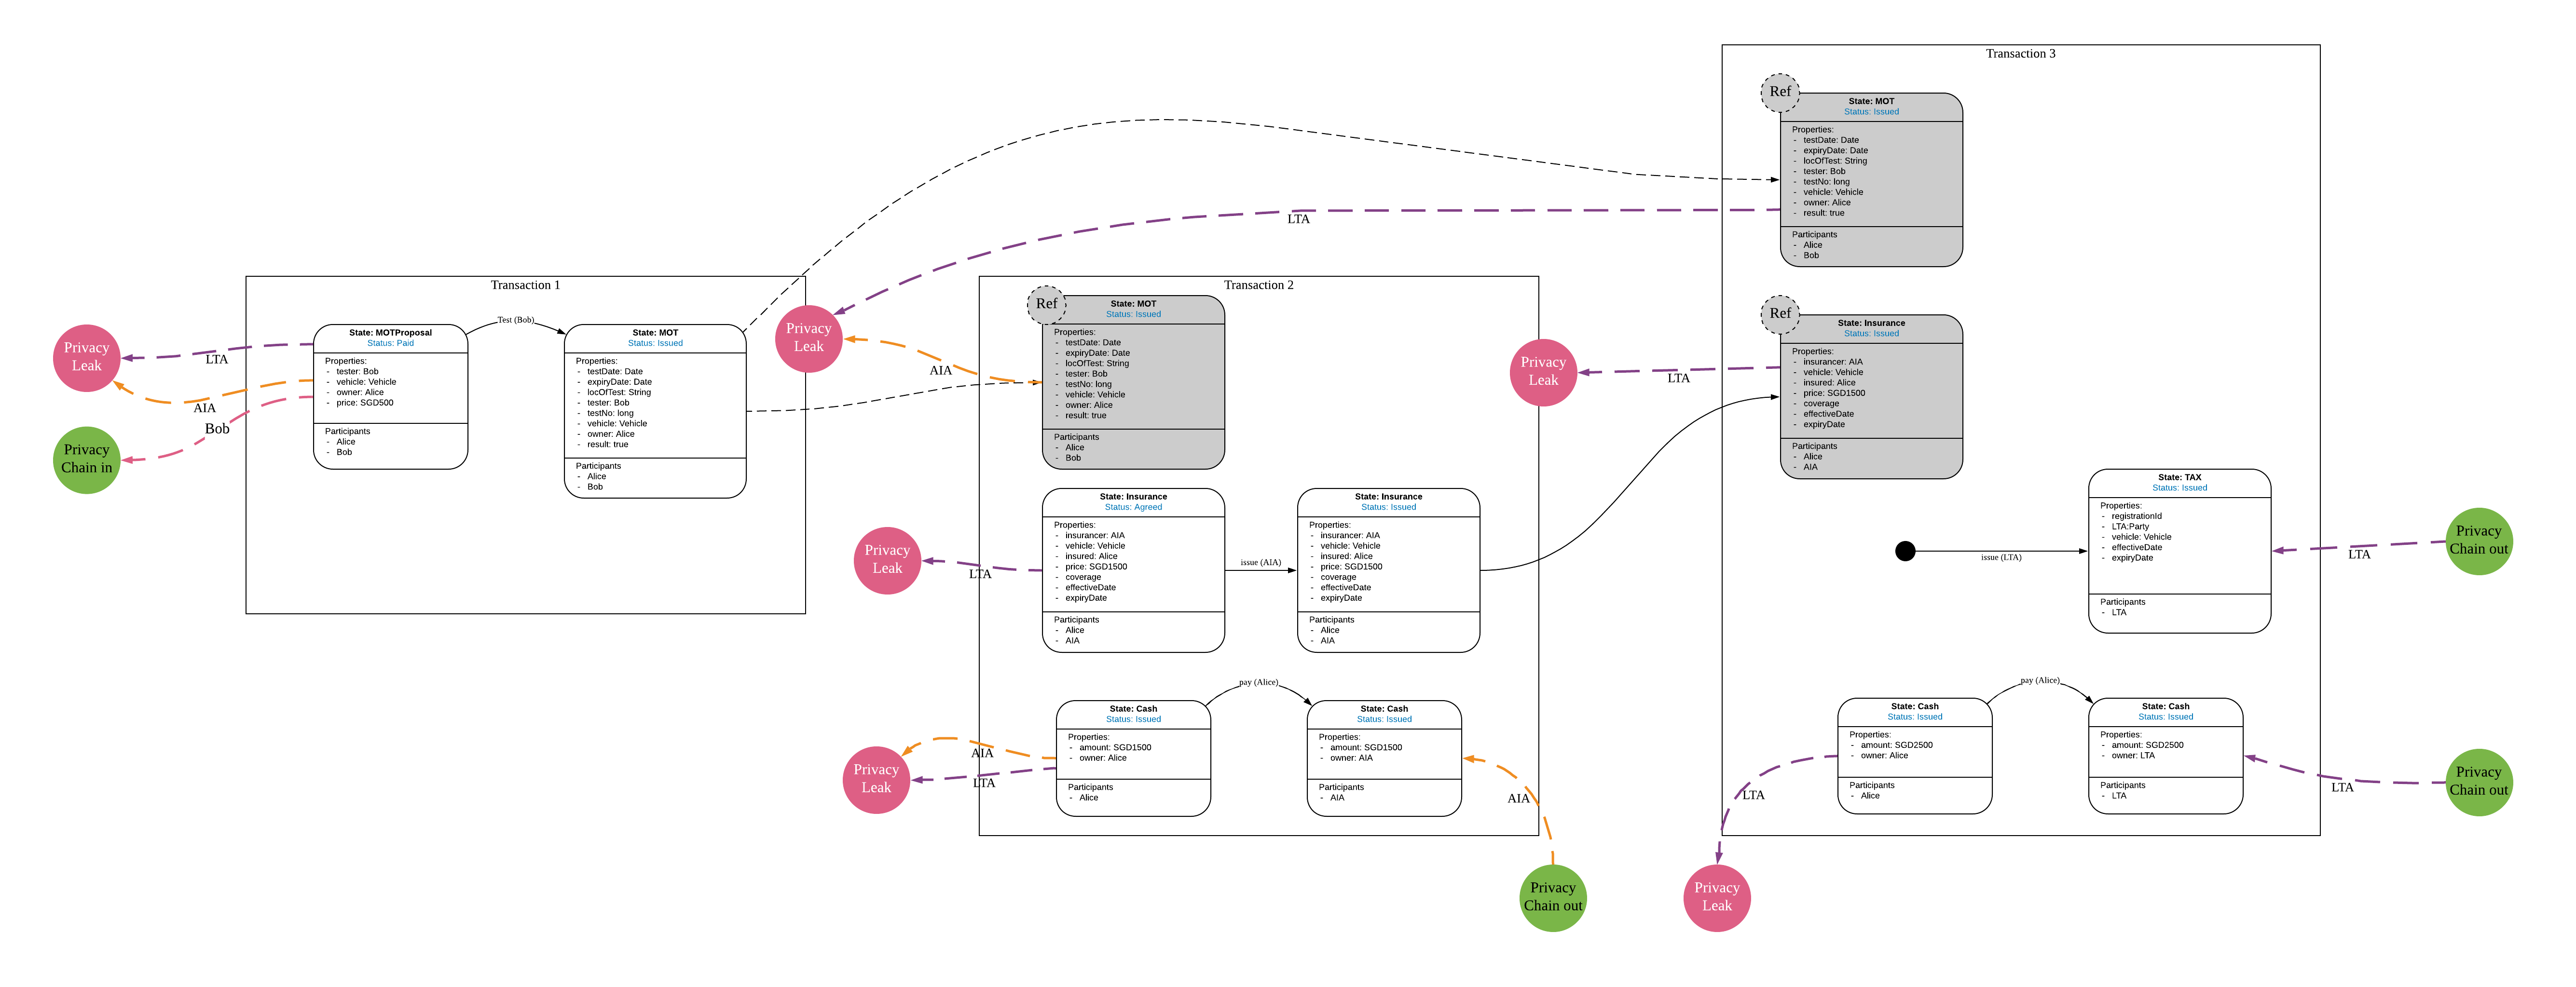 Transaction 1
Privacy
Leak
LTA
AIA
Privacy
Chain in
Bob
State: MOTProposal
Status: Paid
Properties:
- tester: Bob
- vehicle: Vehicle
- owner: Alice
- price: SGD500
Participants
- Alice
- Bob
Test (Bob)
State: MOT
Status: Issued
Properties:
- testDate: Date
- expiryDate: Date
- locOfTest: String
- tester: Bob
- testNo: long
- vehicle: Vehicle
- owner: Alice
- result: true
Participants
- Alice
- Bob
Privacy
Leak
LTA
AIA
Transaction 2
Ref
State: MOT
Status: Issued
Properties:
- testDate: Date
- expiryDate: Date
- locOfTest: String
- tester: Bob
- testNo: long
- vehicle: Vehicle
- owner: Alice
- result: true
Participants
- Alice
- Bob
Privacy
Leak
LTA
State: Insurance
Status: Agreed
Properties:
- insurancer: AIA
- vehicle: Vehicle
- insured: Alice
- price: SGD1500
- coverage
- effectiveDate
- expiryDate
Participants
- Alice
- AIA
issue (AIA)
State: Insurance
Status: Issued
Properties:
- insurancer: AIA
- vehicle: Vehicle
- insured: Alice
- price: SGD1500
- coverage
- effectiveDate
- expiryDate
Participants
- Alice
- AIA
Privacy
Leak
AIA
LTA
State: Cash
Status: Issued
Properties:
- amount: SGD1500
- owner: Alice
Participants
- Alice
pay (Alice)
State: Cash
Status: Issued
Properties:
- amount: SGD1500
- owner: AIA
Participants
- AIA
AIA
Privacy
Chain out
Transaction 3
Ref
State: MOT
Status: Issued
Properties:
- testDate: Date
- expiryDate: Date
- locOfTest: String
- tester: Bob
- testNo: long
- vehicle: Vehicle
- owner: Alice
- result: true
Participants
- Alice
- Bob
Privacy
Leak
LTA
Ref
State: Insurance
Status: Issued
Properties:
- insurancer: AIA
- vehicle: Vehicle
- insured: Alice
- price: SGD1500
- coverage
- effectiveDate
- expiryDate
Participants
- Alice
- AIA
issue (LTA)
State: TAX
Status: Issued
Properties:
- registrationId
- LTA:Party
- vehicle: Vehicle
- effectiveDate
- expiryDate
Participants
- LTA
LTA
Privacy
Chain out
State: Cash
Status: Issued
Properties:
- amount: SGD2500
- owner: Alice
Participants
- Alice
pay (Alice)
State: Cash
Status: Issued
Properties:
- amount: SGD2500
- owner: LTA
Participants
- LTA
LTA
Privacy
Chain out
LTA
Privacy
Leak